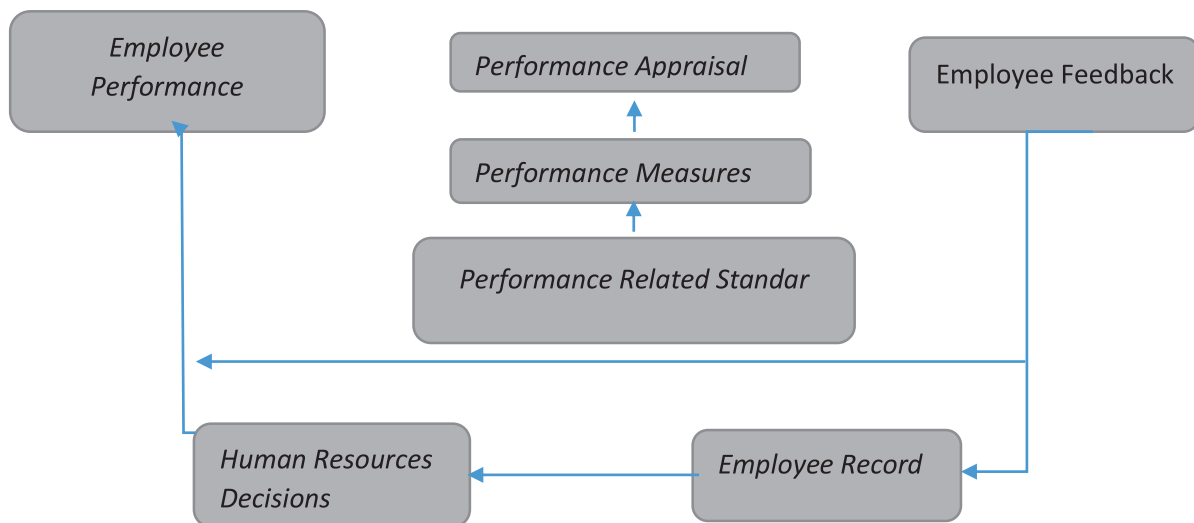 Employee
Performance
Performance Appraisal
Employee Feedback
Performance Measures
Performance Related Standar
Human Resources
Decisions
Employee Record